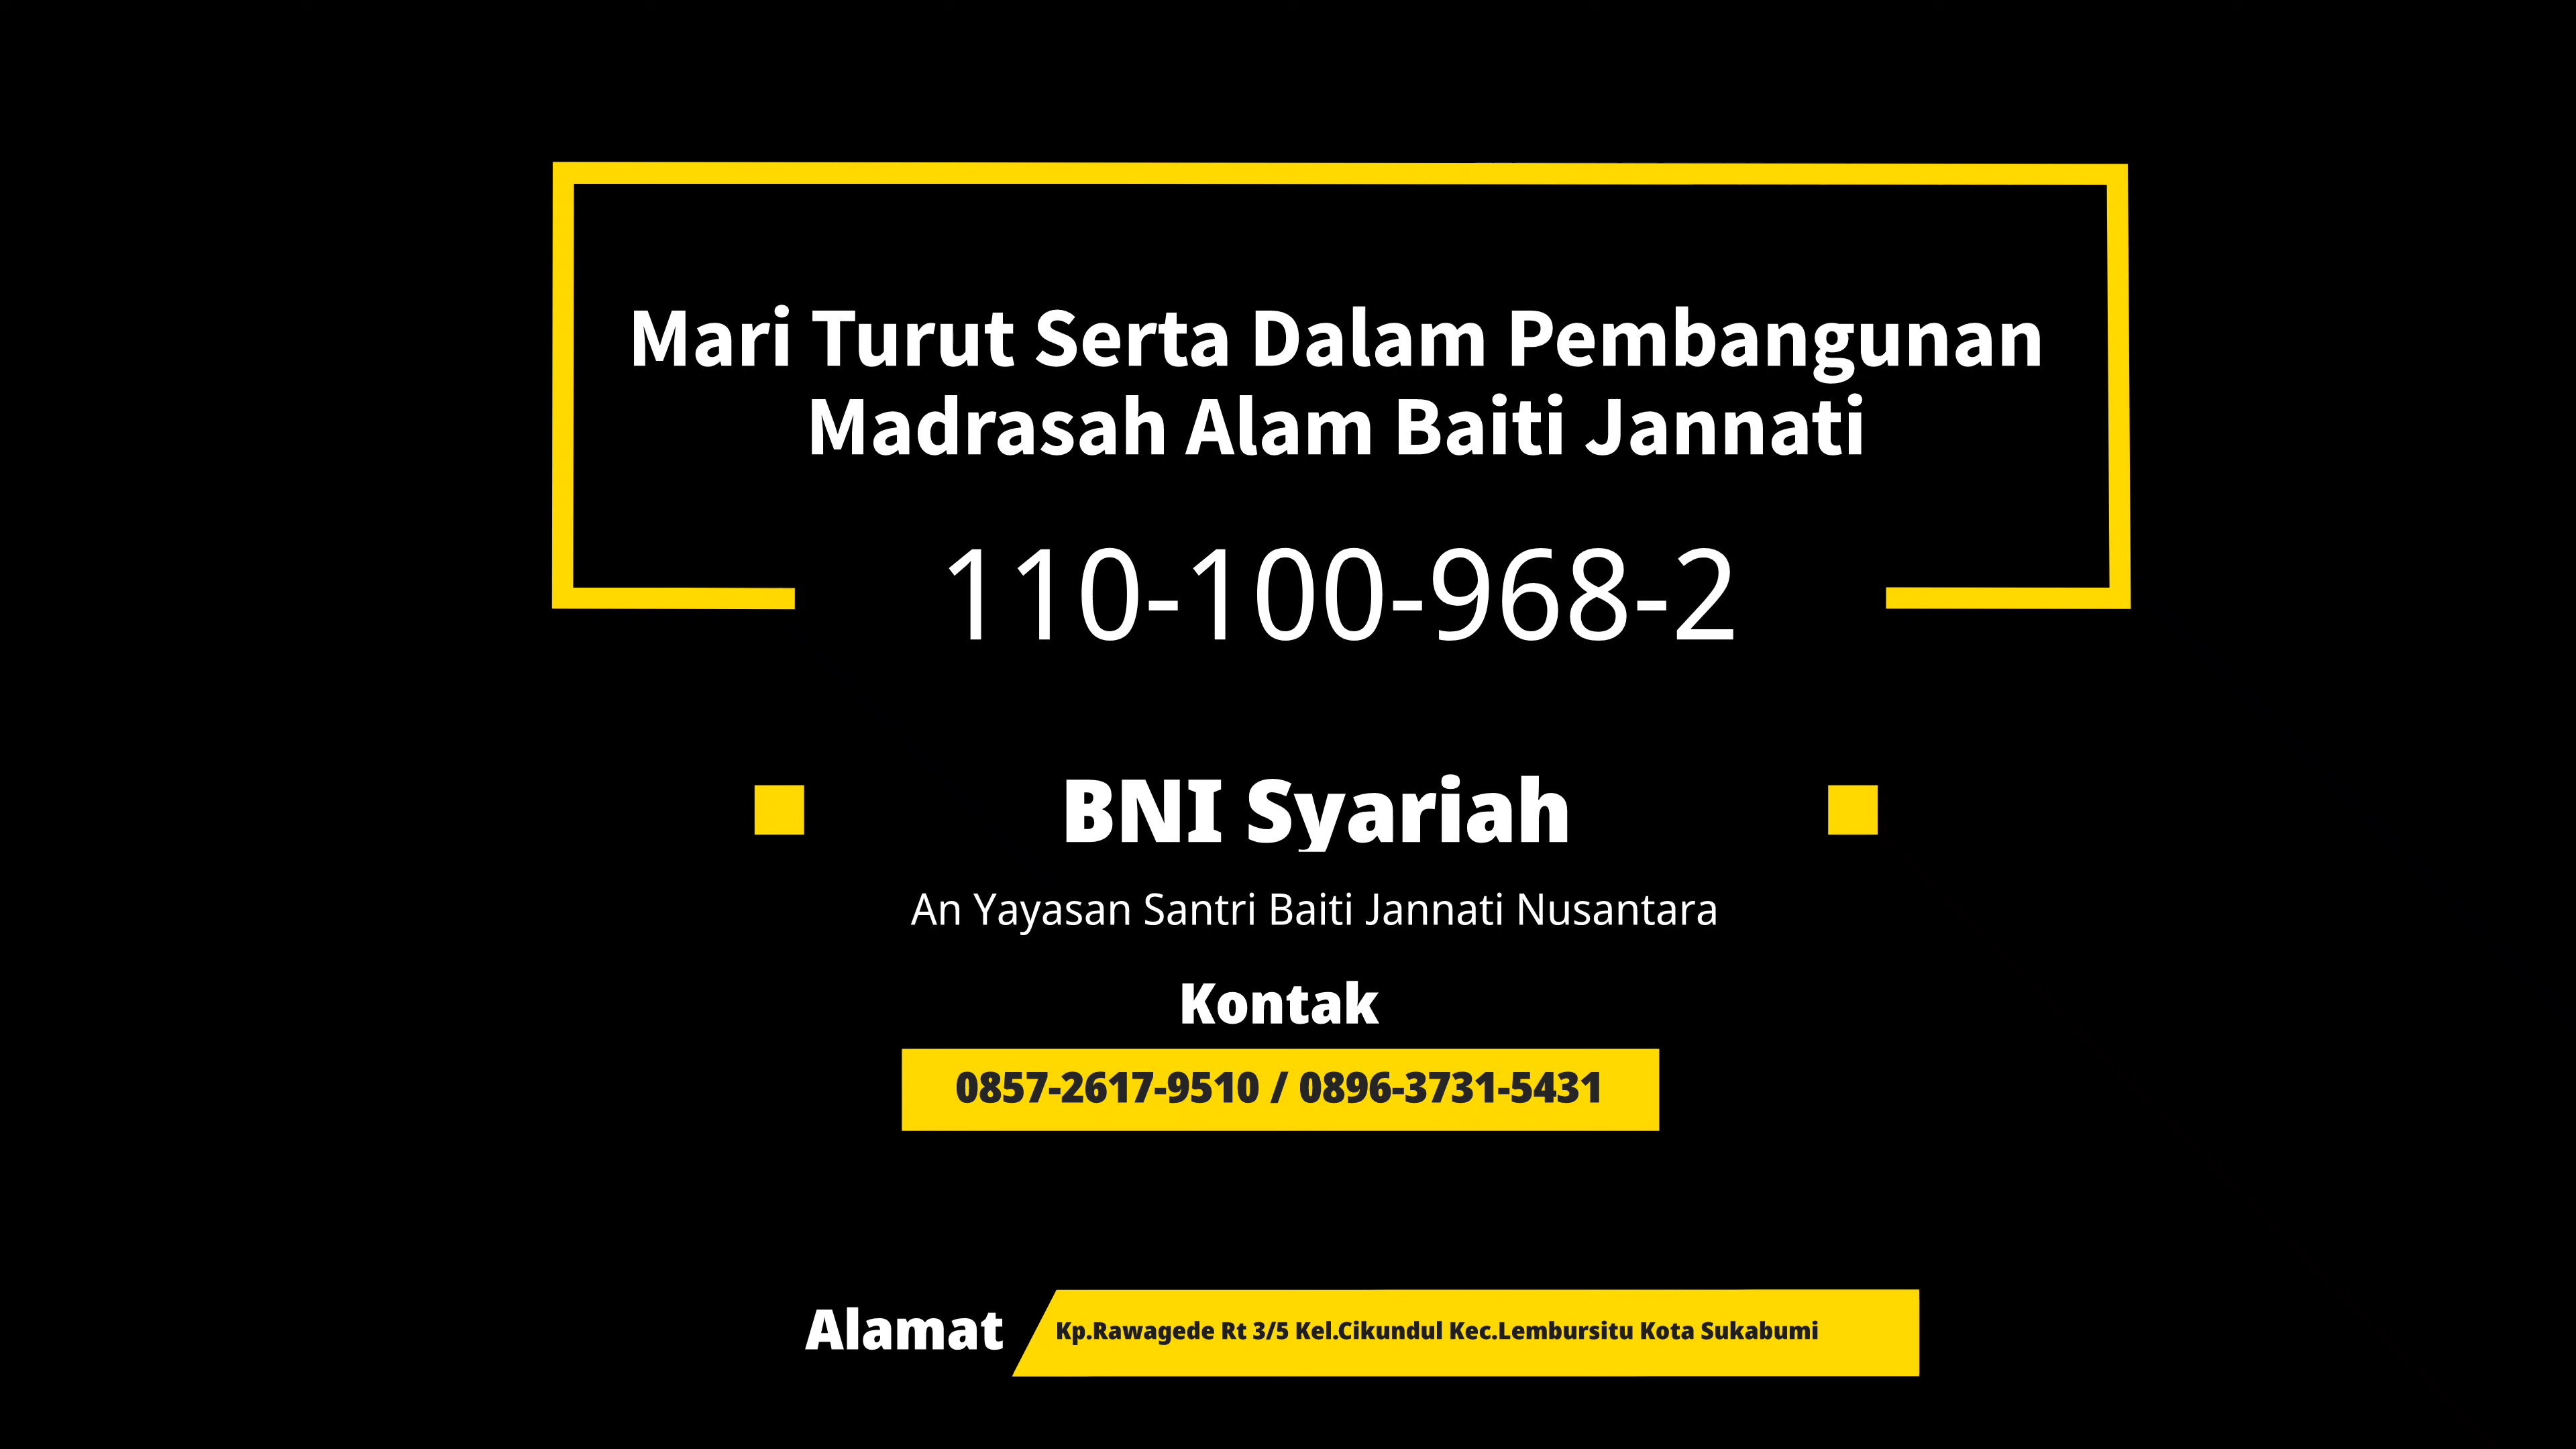 Mari Turut Serta Dalam Pembangunan
Madrasah Alam Baiti Jannati
110-100-968-2
BNI Syariah
An Yayasan Santri Baiti Jannati Nusantara
Kontak
0857-2617-9510 / 0896-3731-5431
Alamat Kp.Rawagede Rt 3/5 Kel.Cikundul Kec.Lembursitu Kota Sukabumi